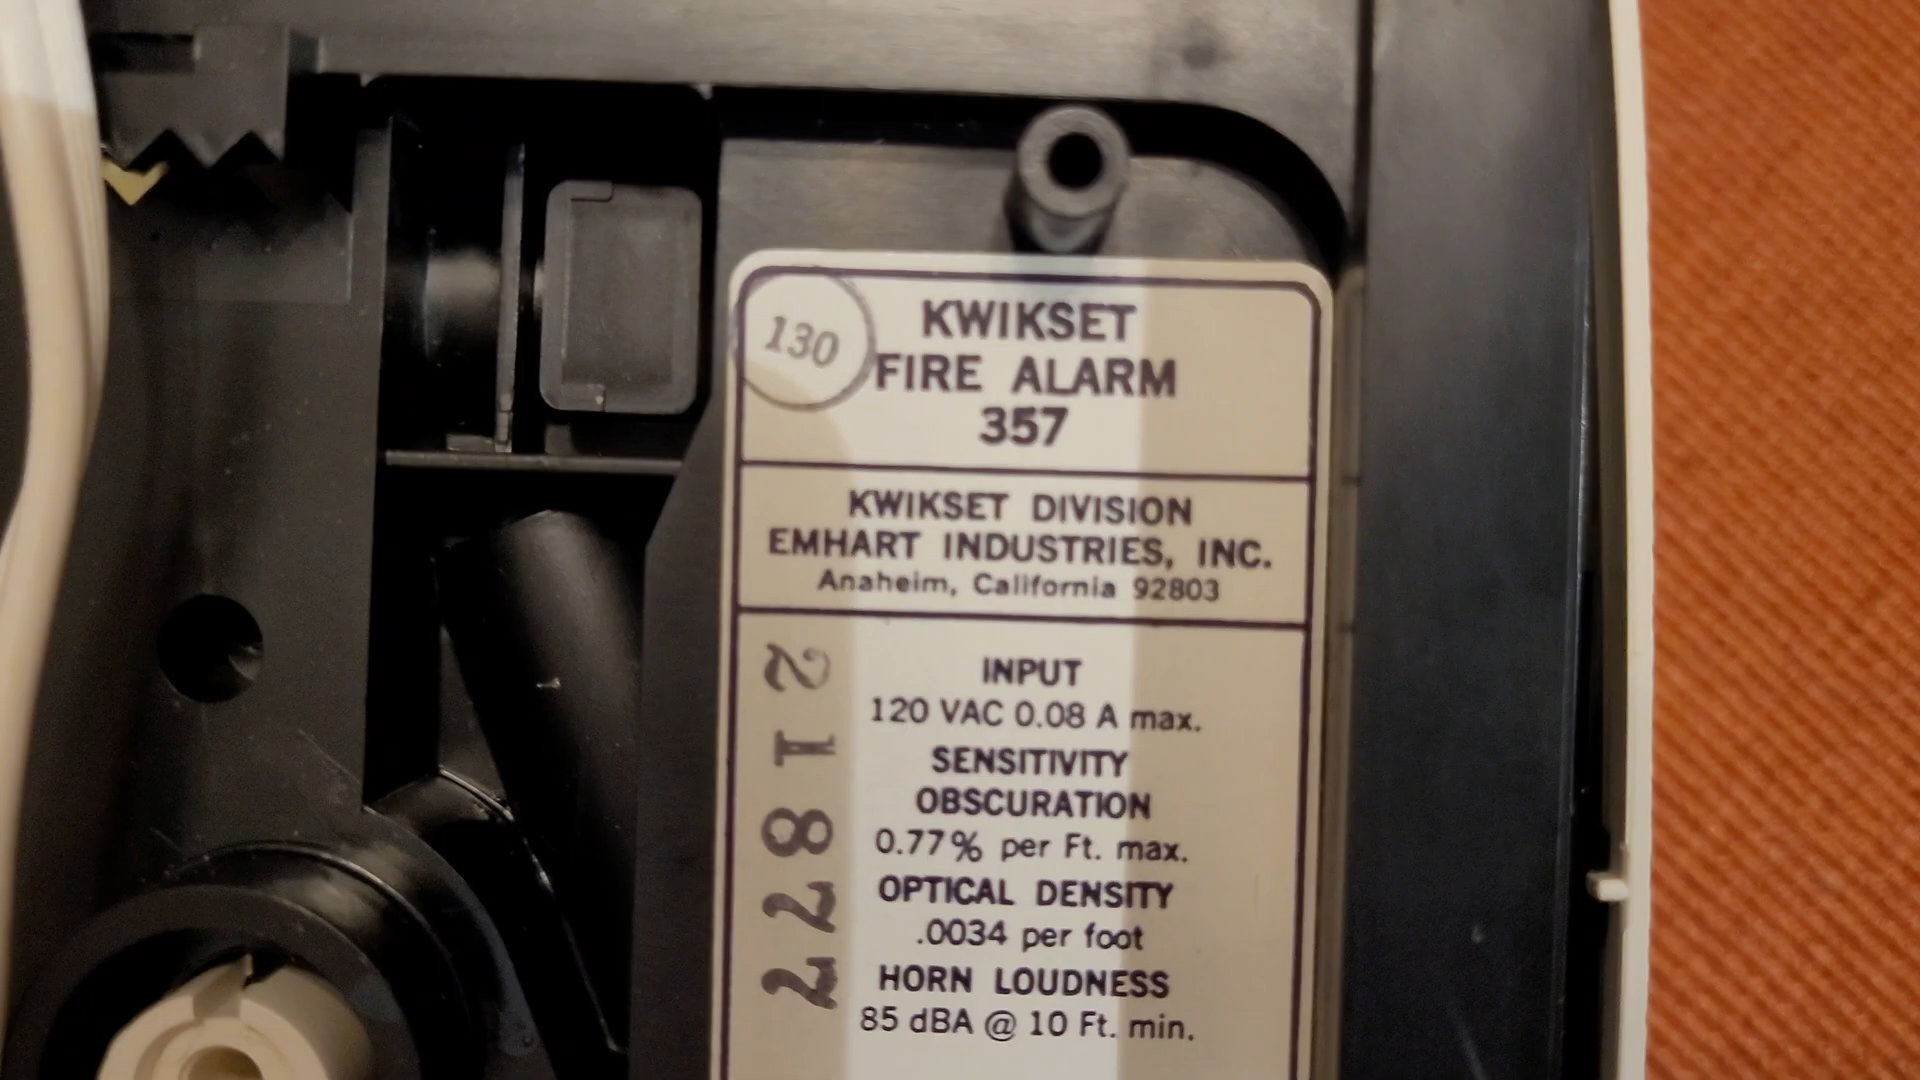 130
KWIKSET
FIRE ALARM
357
KWIKSET DIVISION
EMHART INDUSTRIES, INC.
Anaheim, California 92803
21877
INPUT
120 VAC 0.08 A max.
SENSITIVITY
OBSCURATION
0.77% per Ft. max.
OPTICAL DENSITY
.0034 per foot
HORN LOUDNESS
85 dBA @ 10 Ft. min.